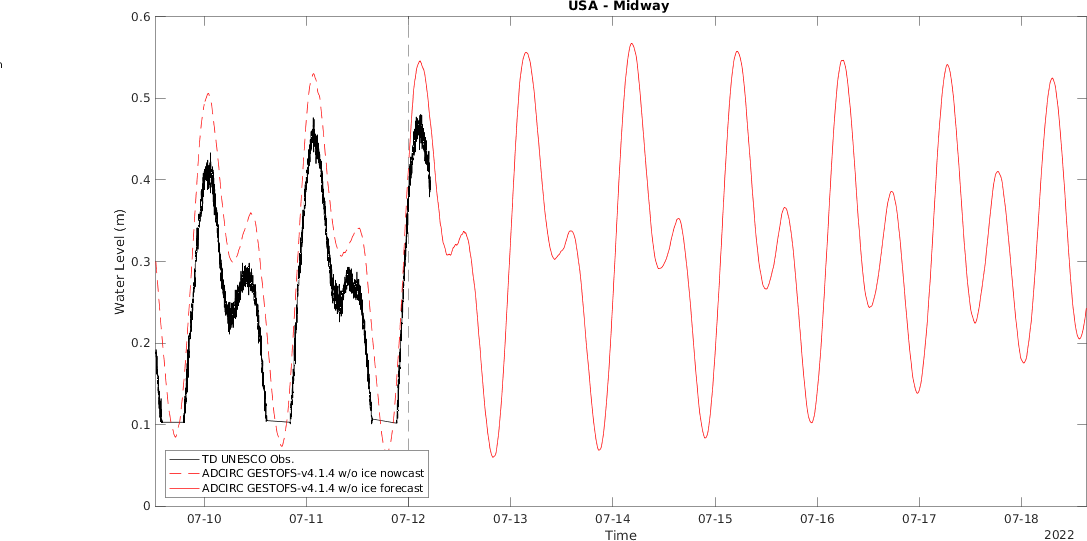 USA - Midway
0.6
0.5
0.4
0.3
0.2
0.1
0
Water Level (m)
TD UNESCO Obs.
ADCIRC GESTOFS-v4.1.4 w/o ice nowcast
ADCIRC GESTOFS-v4.1.4 w/o ice forecast
07-10 07-11 07-12 07-13 07-14 07-15 07-16 07-17 07-18
Time
2022